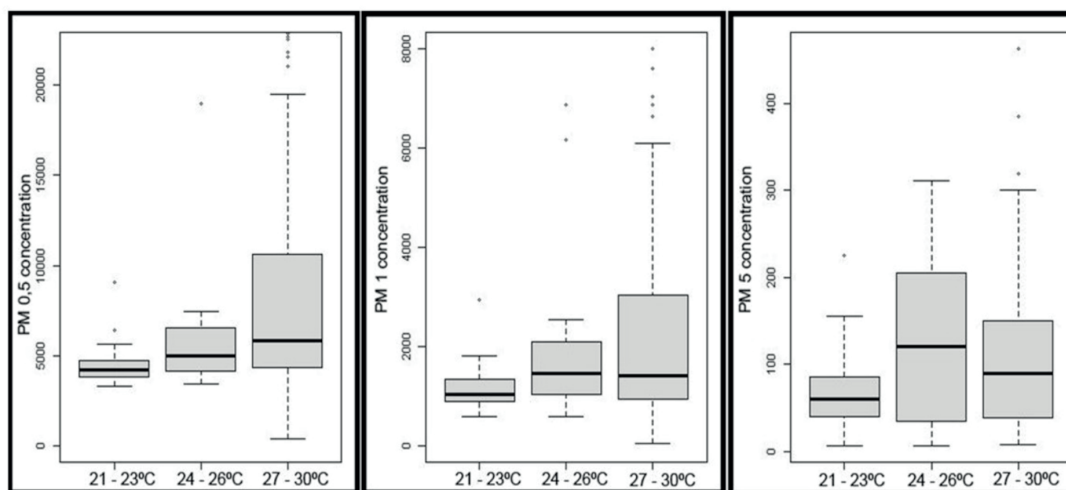 PM 0,5 concentration
20000
15000
10000
5000
0
21 - 23ºC 24 - 26ºC 27 - 30ºC
PM 1 concentration
8000
6000
4000
2000
0
21 - 23ºC 24 - 26ºC 27 - 30ºC
PM 5 concentration
400
300
200
100
0
21 - 23ºC 24 - 26ºC 27 - 30ºC